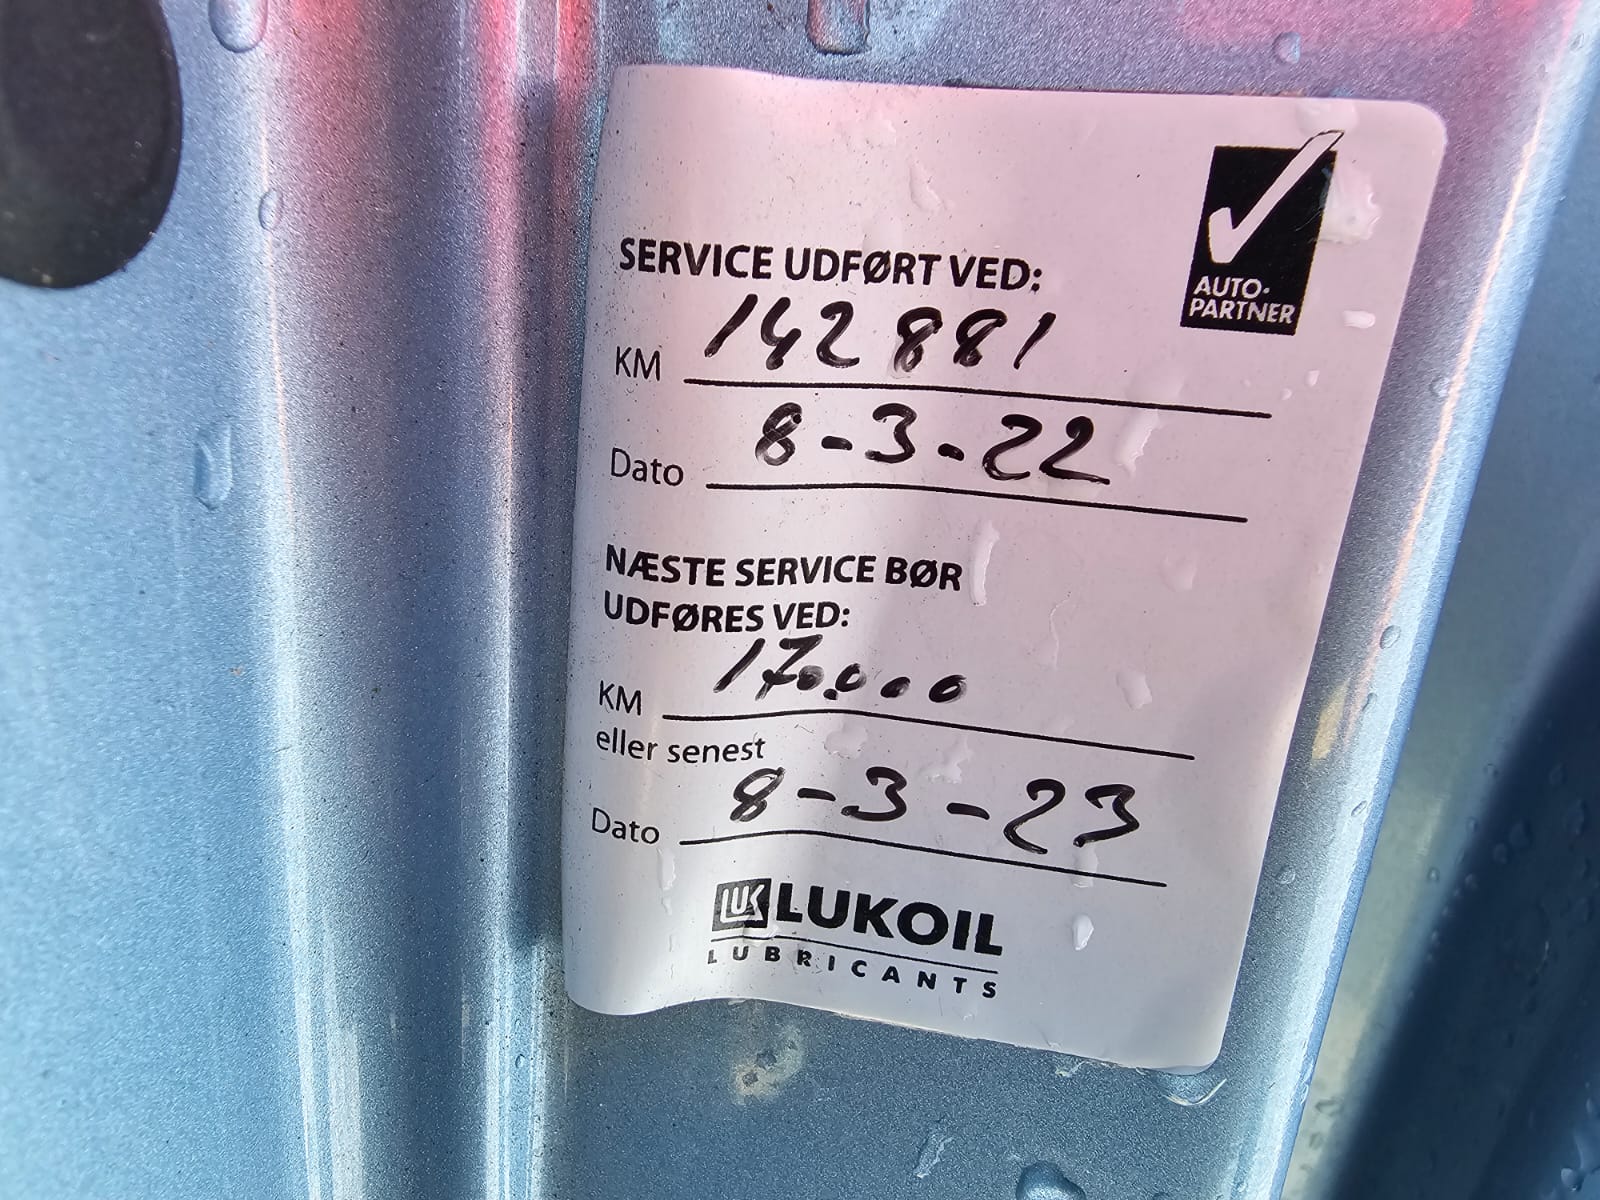 AUTO-
PARTNER
SERVICE UDFØRT VED:
KM 142881
Dato 8-3-22
NÆSTE SERVICE BØR
UDFØRES VED:
KM 170.000
eller senest
Dato 8-3-23
LUK LUKOIL
LUBRICANTS